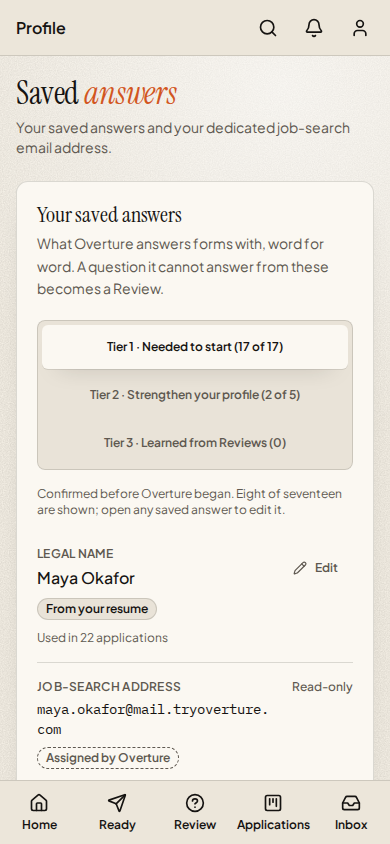 Profile
Saved answers
Your saved answers and your dedicated job-search
email address.
Your saved answers
What Overture answers forms with, word for
word. A question it cannot answer from these
becomes a Review.
Tier 1 · Needed to start (17 of 17)
Tier 2 · Strengthen your profile (2 of 5)
Tier 3 · Learned from Reviews (0)
Confirmed before Overture began. Eight of seventeen
are shown; open any saved answer to edit it.
LEGAL NAME
Maya Okafor
Edit
From your resume
Used in 22 applications
JOB-SEARCH ADDRESS
Read-only
maya.okafor@mail.tryoverture.
com
Assigned by Overture
Home
Ready
Review
Applications
Inbox